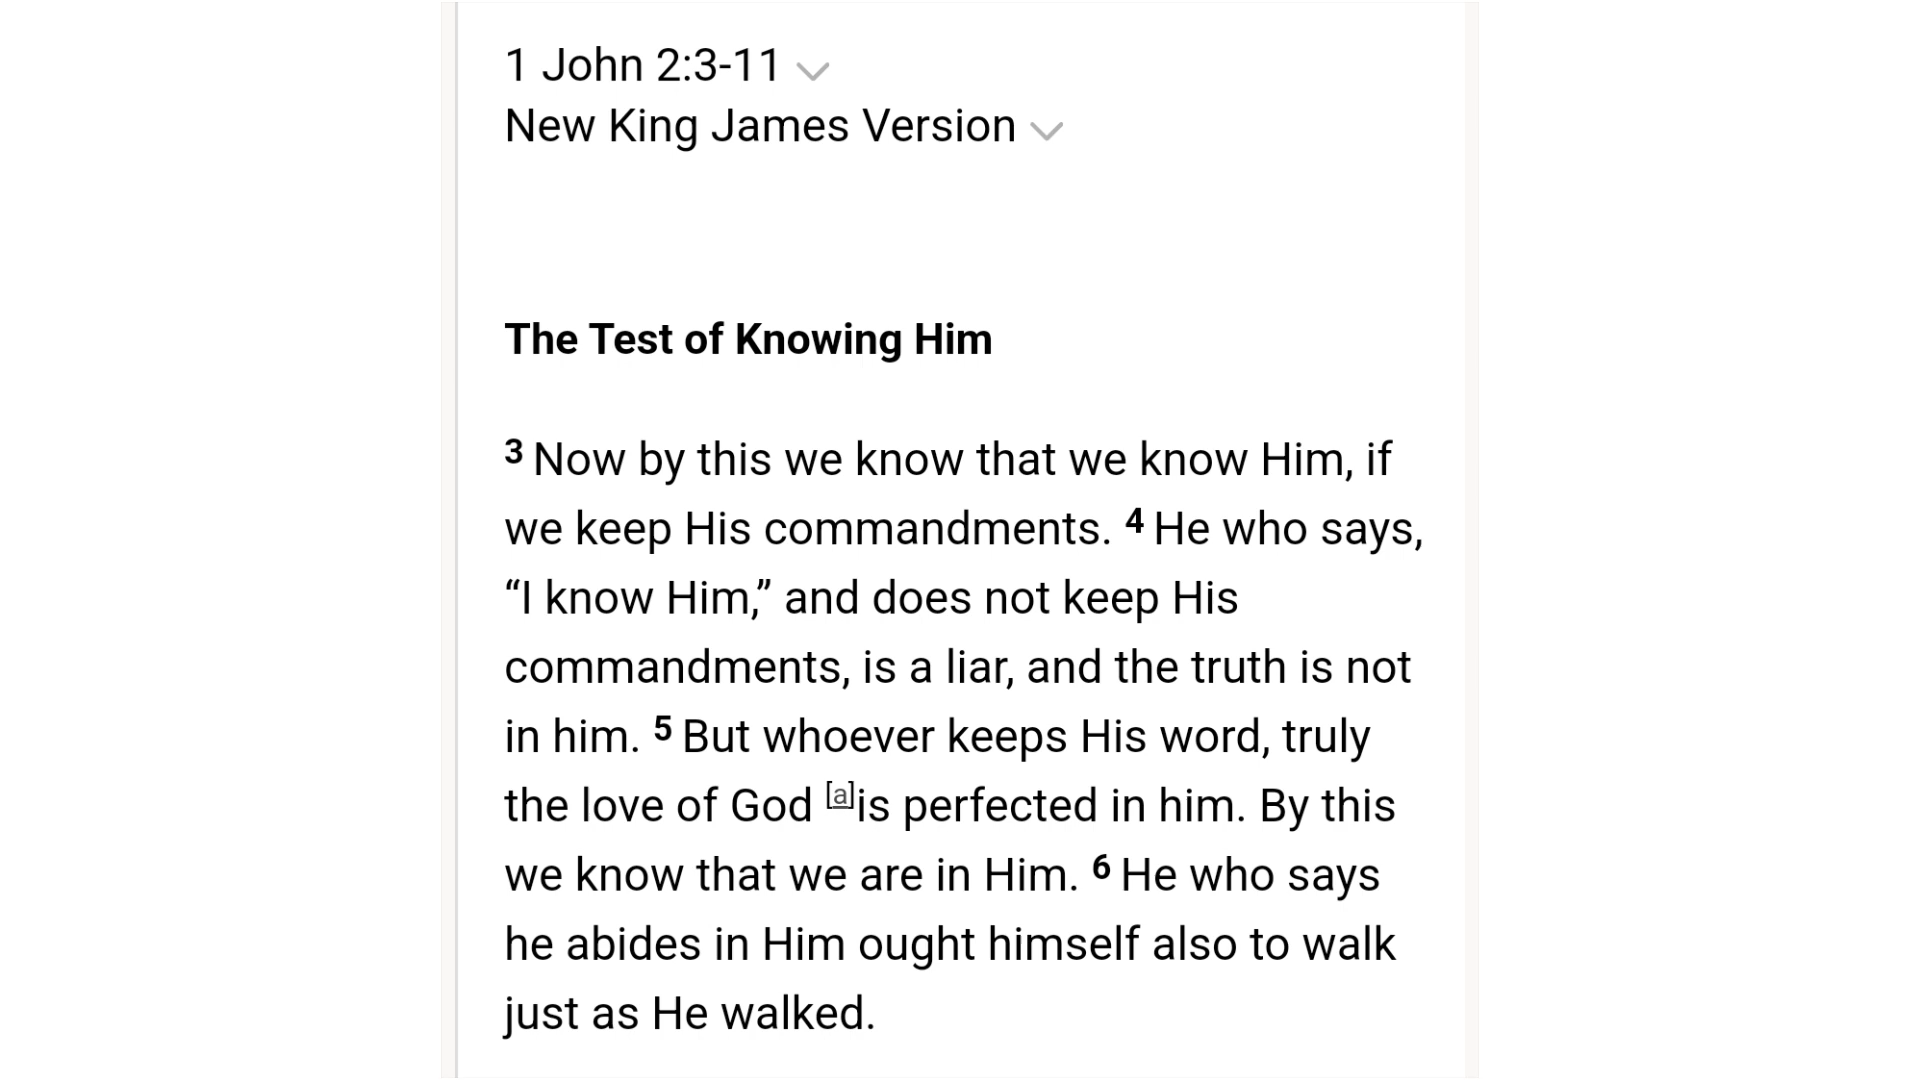 1 John 2:3-11
New King James Version
The Test of Knowing Him
3 Now by this we know that we know Him, if
we keep His commandments. 4 He who says,
“I know Him,” and does not keep His
commandments, is a liar, and the truth is not
in him. 5 But whoever keeps His word, truly
the love of God [a]is perfected in him. By this
we know that we are in Him. 6 He who says
he abides in Him ought himself also to walk
just as He walked.